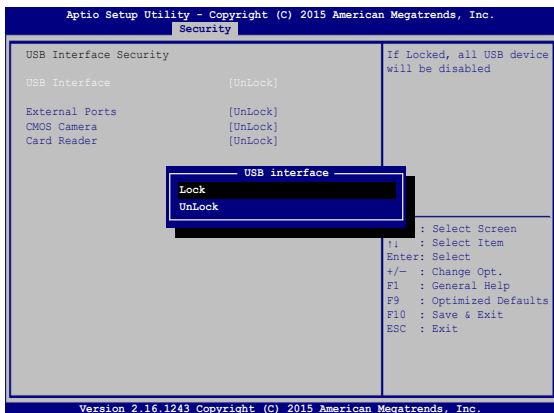 Aptio Setup Utility - Copyright (C) 2015 American Megatrends, Inc.
Security
USB Interface Security
USB Interface [UnLock]
External Ports [UnLock]
CMOS Camera [UnLock]
Card Reader [UnLock]
USB interface
Lock
UnLock
If Locked, all USB device
will be disabled
: Select Screen
↑↓ : Select Item
Enter: Select
+/— : Change Opt.
F1 : General Help
F9 : Optimized Defaults
F10 : Save & Exit
ESC : Exit
Version 2.16.1243 Copyright (C) 2015 American Megatrends, Inc.